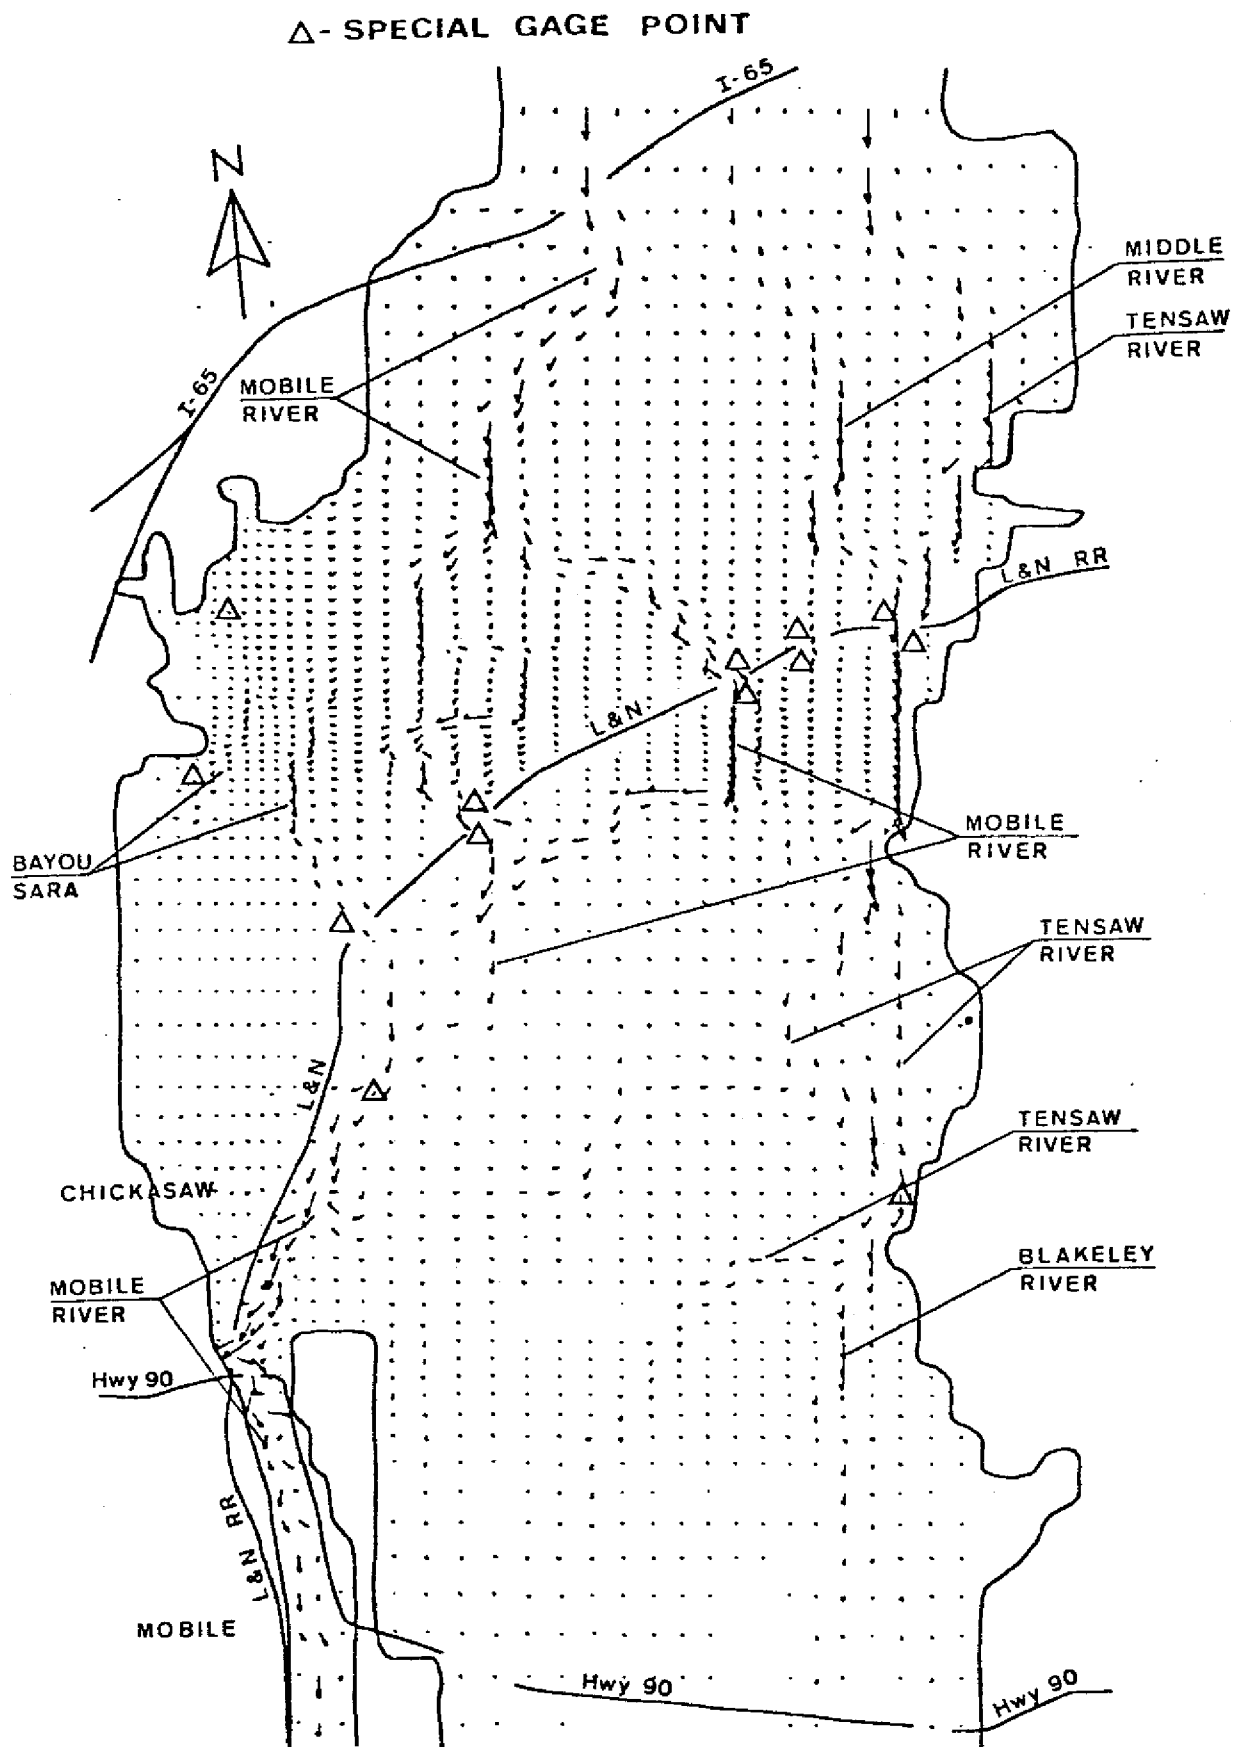 △- SPECIAL GAGE POINT
I-65
N
MIDDLE
RIVER
TENSAW
RIVER
I-65
MOBILE
RIVER
L&N RR
L&N
MOBILE
RIVER
BAYOU
SARA
TENSAW
RIVER
L&N
TENSAW
RIVER
CHICKASAW
BLAKELEY
RIVER
MOBILE
RIVER
Hwy 90
L&N RR
MOBILE
Hwy 90
Hwy 90